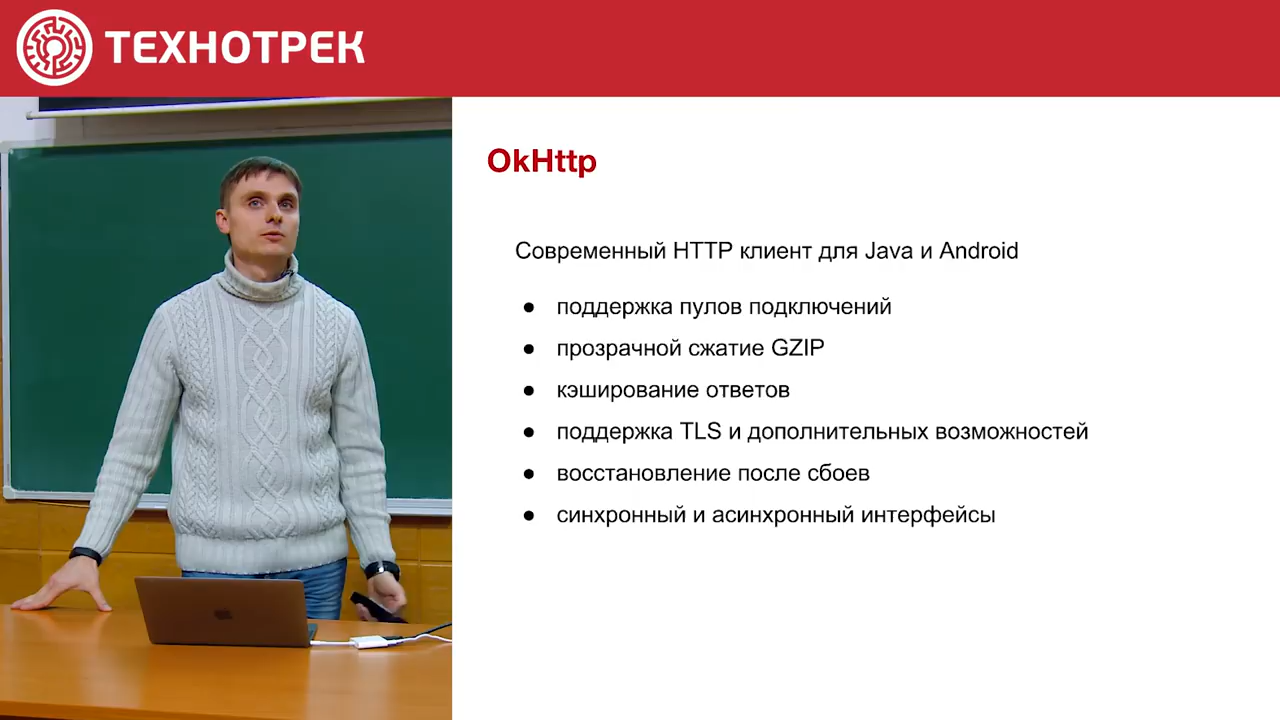 ТЕХНОТРЕК
OkHttp
Современный HTTP клиент для Java и Android
● поддержка пулов подключений
● прозрачной сжатие GZIP
● кэширование ответов
● поддержка TLS и дополнительных возможностей
● восстановление после сбоев
● синхронный и асинхронный интерфейсы